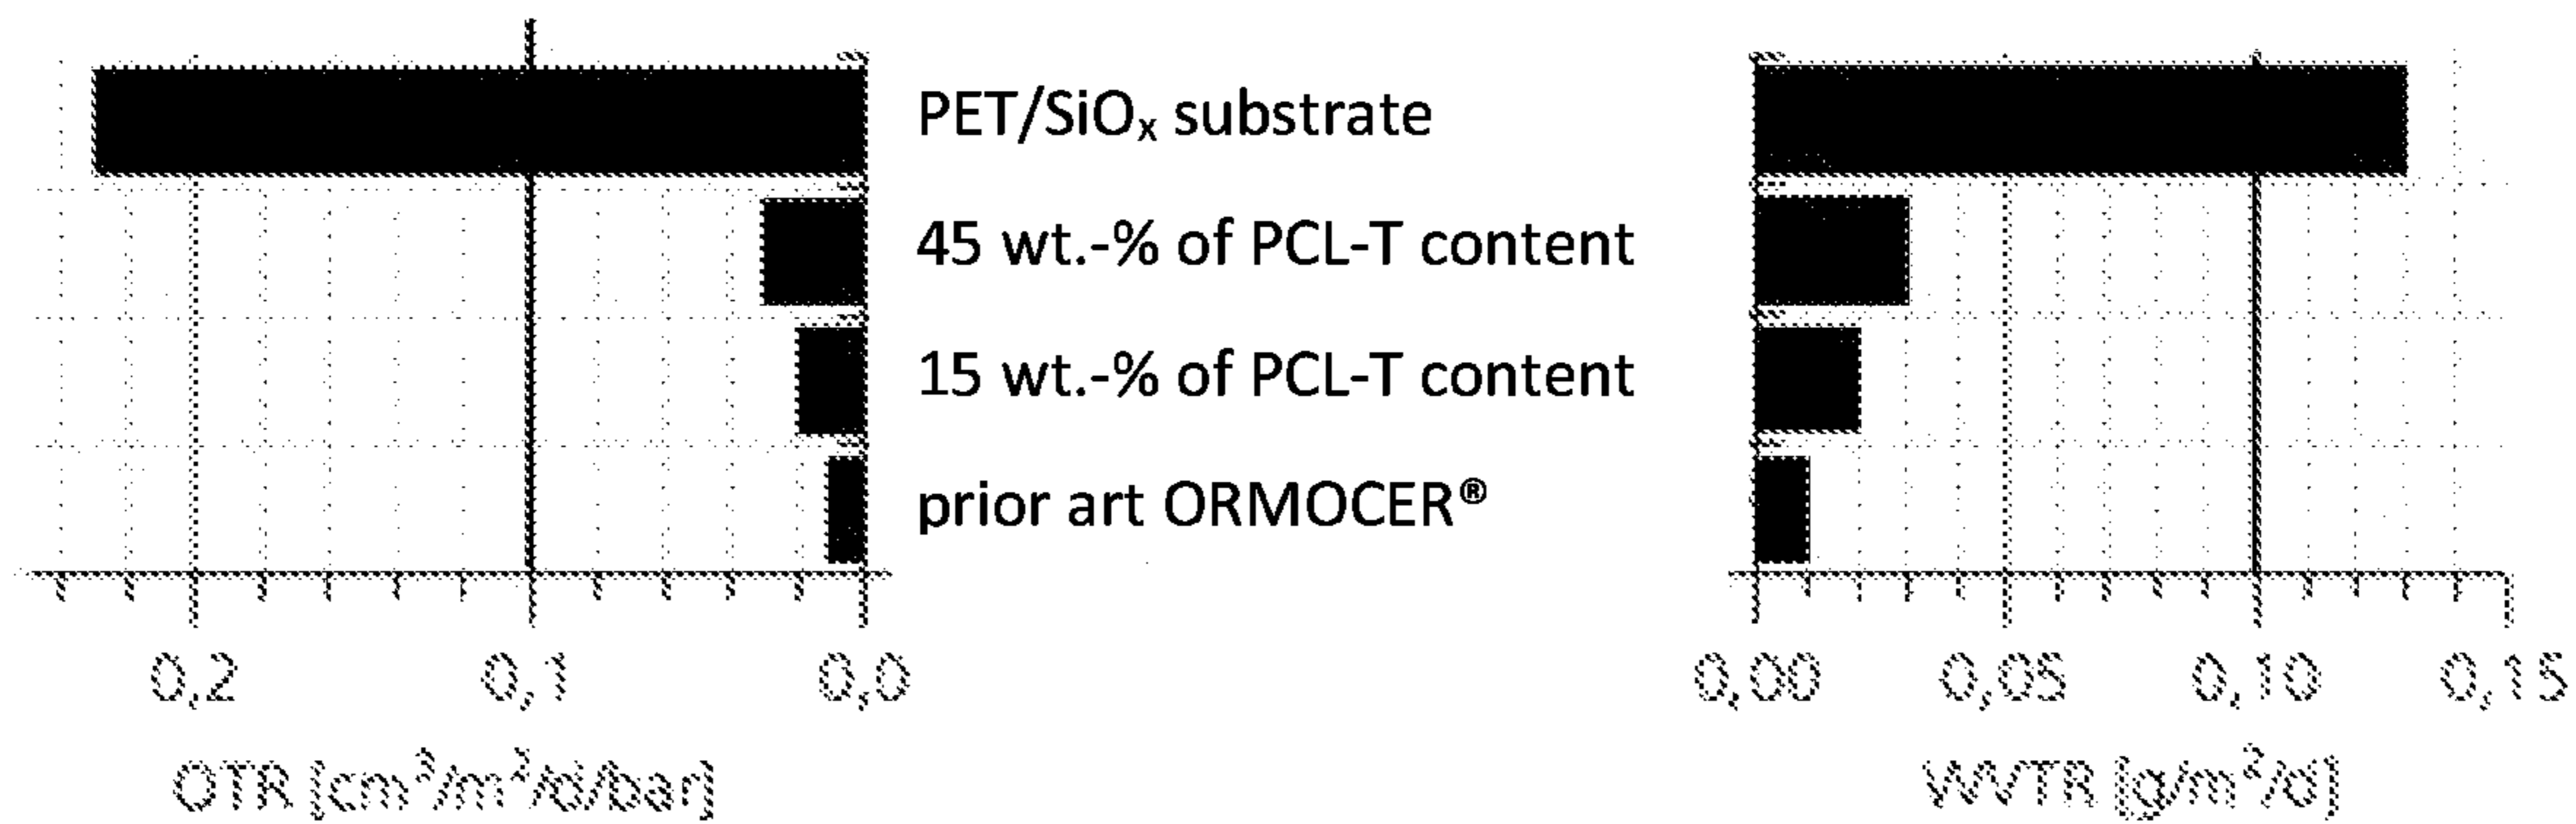 PET/SiOₓ substrate
45 wt.-% of PCL-T content
15 wt.-% of PCL-T content
prior art ORMOCER®
0,2 0,1 0,0
0,00 0,05 0,10 0,15
OTR [cm³/m²/d/bar]
WVTR [g/m²/d]